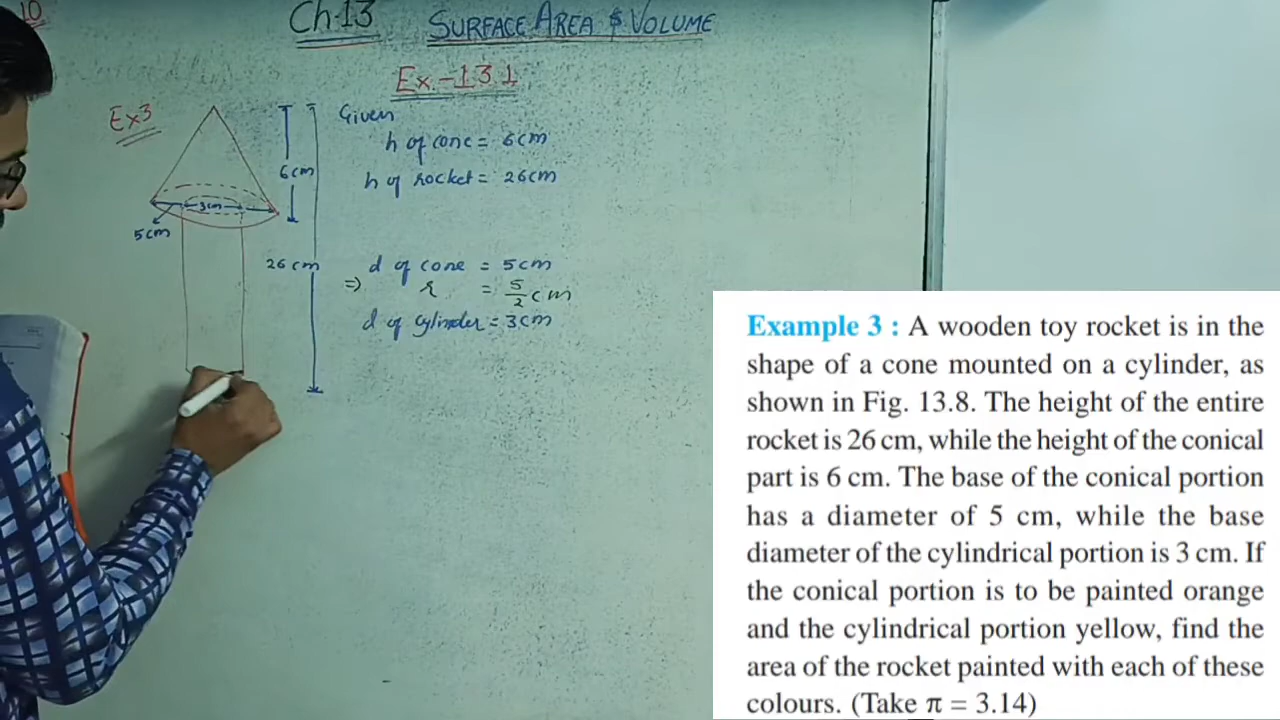 10
Ch-13 SURFACE AREA & VOLUME
Ex.-13.1
Ex3
6cm
3cm
5cm
26cm
Given
h of cone = 6cm
h of rocket = 26cm
d of cone = 5cm
⇒ r = 5/2 cm
d of cylinder = 3cm
Example 3 : A wooden toy rocket is in the
shape of a cone mounted on a cylinder, as
shown in Fig. 13.8. The height of the entire
rocket is 26 cm, while the height of the conical
part is 6 cm. The base of the conical portion
has a diameter of 5 cm, while the base
diameter of the cylindrical portion is 3 cm. If
the conical portion is to be painted orange
and the cylindrical portion yellow, find the
area of the rocket painted with each of these
colours. (Take π = 3.14)